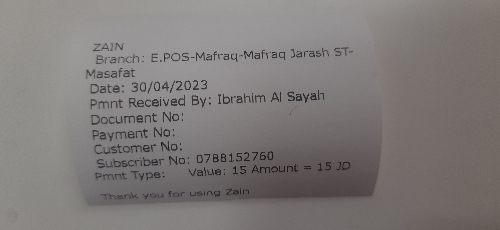 ZAIN
Branch: E.POS-Mafraq-Mafraq Jarash ST-
Masafat
Date: 30/04/2023
Pmnt Received By: Ibrahim Al Sayah
Document No:
Payment No:
Customer No:
Subscriber No: 0788152760
Pmnt Type: Value: 15 Amount = 15 JD
Thank you for using Zain